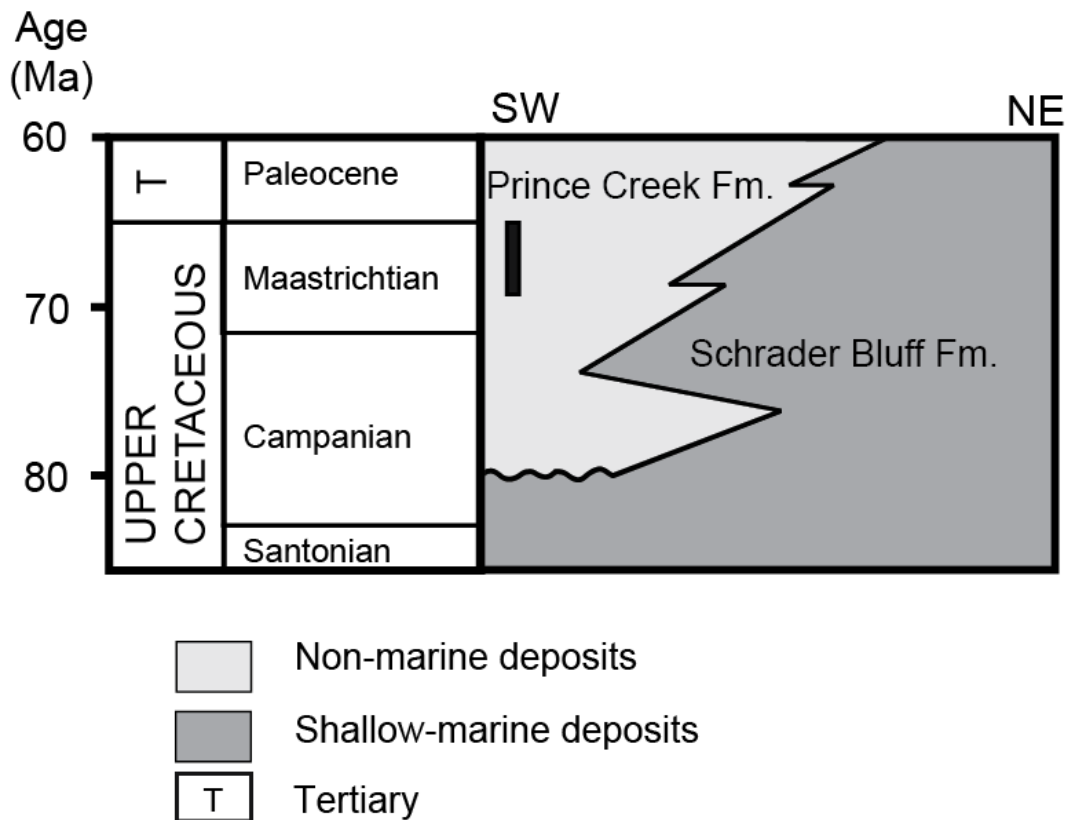 Age
(Ma)
SW
NE
60
T
Paleocene
Prince Creek Fm.
Maastrichtian
70
Schrader Bluff Fm.
UPPER
CRETACEOUS
Campanian
80
Santonian
Non-marine deposits
Shallow-marine deposits
T
Tertiary